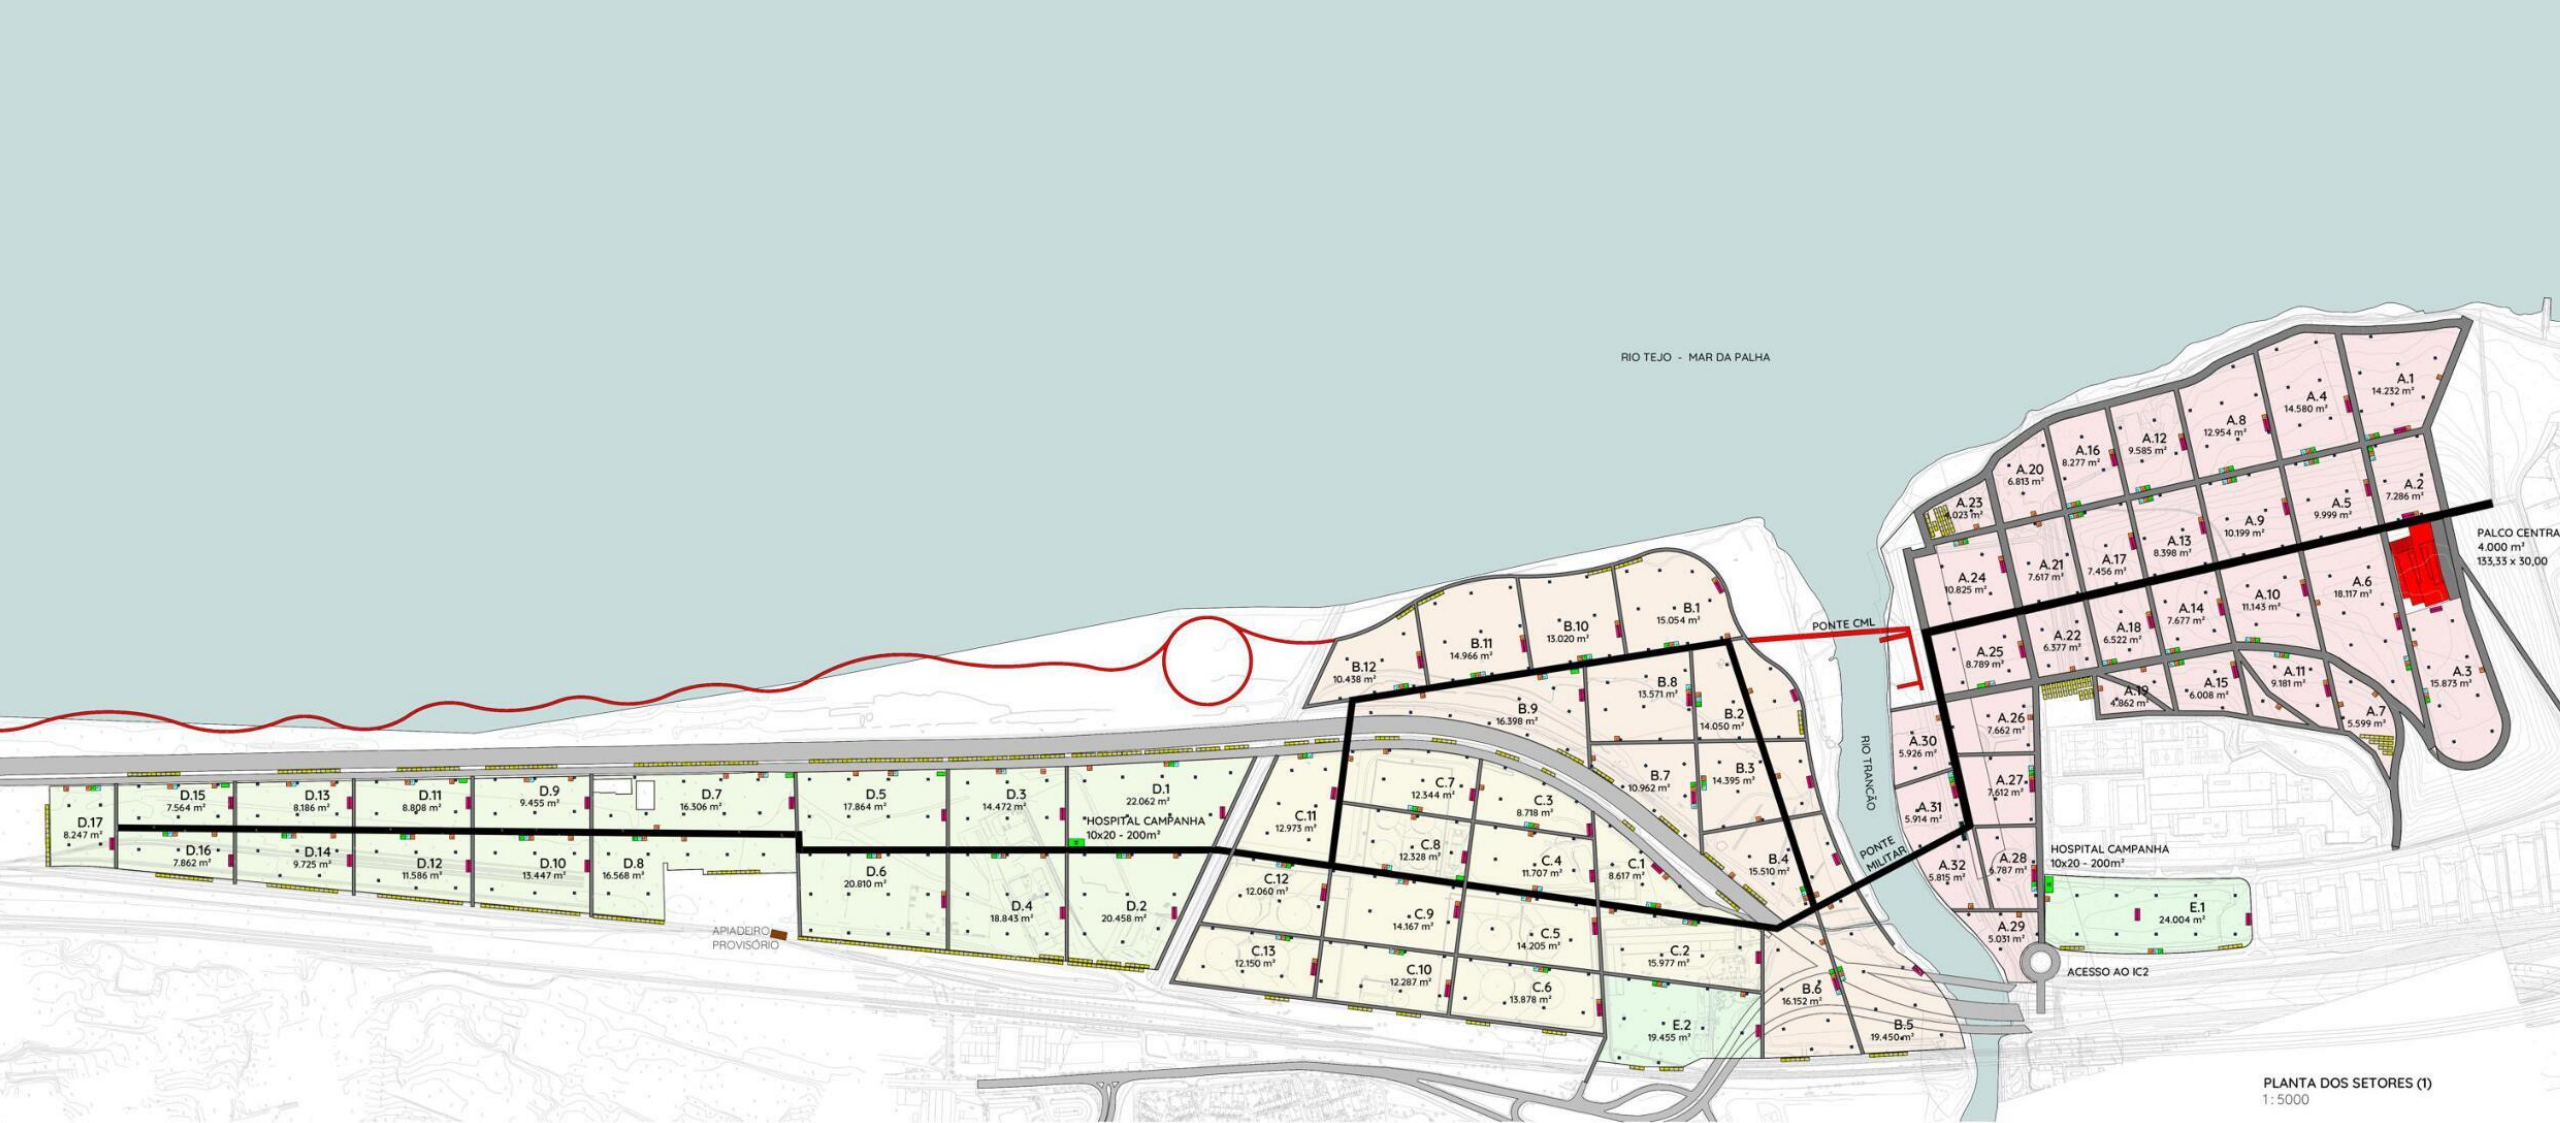 RIO TEJO - MAR DA PALHA
A.1
14.232 m²
A.4
14.580 m²
A.8
12.954 m²
A.12
9.585 m²
A.16
8.277 m²
A.20
6.813 m²
A.23
A.2
7.286 m²
A.5
9.999 m²
A.9
10.199 m²
A.13
8.398 m²
A.17
7.456 m²
A.21
7.617 m²
A.24
10.825 m²
PALCO CENTRA
4.000 m²
133,33 x 30,00
A.6
18.117 m²
A.10
11.143 m²
A.14
7.677 m²
A.18
6.522 m²
A.22
6.377 m²
A.25
8.789 m²
A.3
15.873 m²
A.11
9.181 m²
A.15
6.008 m²
A.19
4.862 m²
A.7
5.599 m²
A.26
7.662 m²
A.30
5.926 m²
A.27
7.612 m²
A.31
5.914 m²
A.28
6.787 m²
A.32
5.815 m²
A.29
5.031 m²
PONTE CML
RIO TRANCÃO
PONTE
MILITAR
HOSPITAL CAMPANHA
10x20 - 200m²
E.1
24.004 m²
ACESSO AO IC2
B.1
15.054 m²
B.10
13.020 m²
B.11
14.966 m²
B.12
10.438 m²
B.8
13.571 m²
B.9
16.398 m²
B.2
14.050 m²
B.7
10.962 m²
B.3
14.395 m²
B.4
15.510 m²
B.6
16.152 m²
B.5
19.450 m²
C.7
12.344 m²
C.3
8.718 m²
C.11
12.973 m²
C.8
12.328 m²
C.4
11.707 m²
C.1
8.617 m²
C.12
12.060 m²
C.9
14.167 m²
C.5
14.205 m²
C.2
15.977 m²
C.13
12.150 m²
C.10
12.287 m²
C.6
13.878 m²
E.2
19.455 m²
D.1
22.062 m²
HOSPITAL CAMPANHA
10x20 - 200m²
D.3
14.472 m²
D.5
17.864 m²
D.7
16.306 m²
D.9
9.455 m²
D.11
8.808 m²
D.13
8.186 m²
D.15
7.564 m²
D.17
8.247 m²
D.16
7.862 m²
D.14
9.725 m²
D.12
11.586 m²
D.10
13.447 m²
D.8
16.568 m²
D.6
20.810 m²
D.4
18.843 m²
D.2
20.458 m²
APIADEIRO
PROVISÓRIO
PLANTA DOS SETORES (1)
1:5000